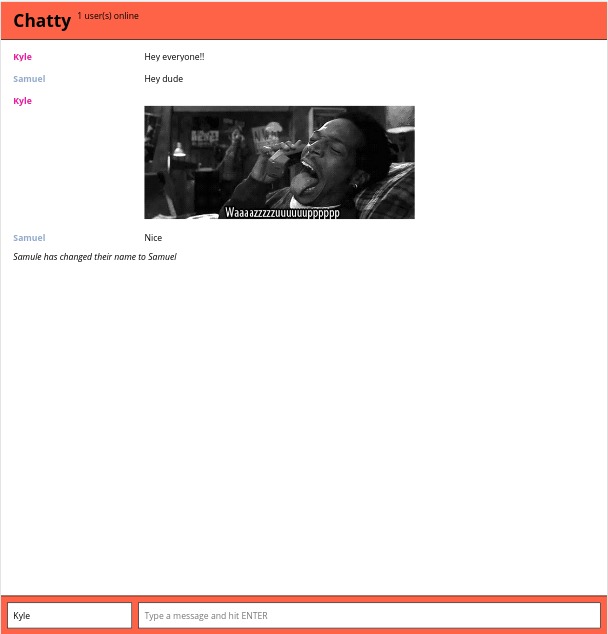 Chatty 1 user(s) online
Kyle Hey everyone!!
Samuel Hey dude
Kyle
Waaaazzzzzuuuuuupppppp
Samuel Nice
Samule has changed their name to Samuel
Kyle Type a message and hit ENTER